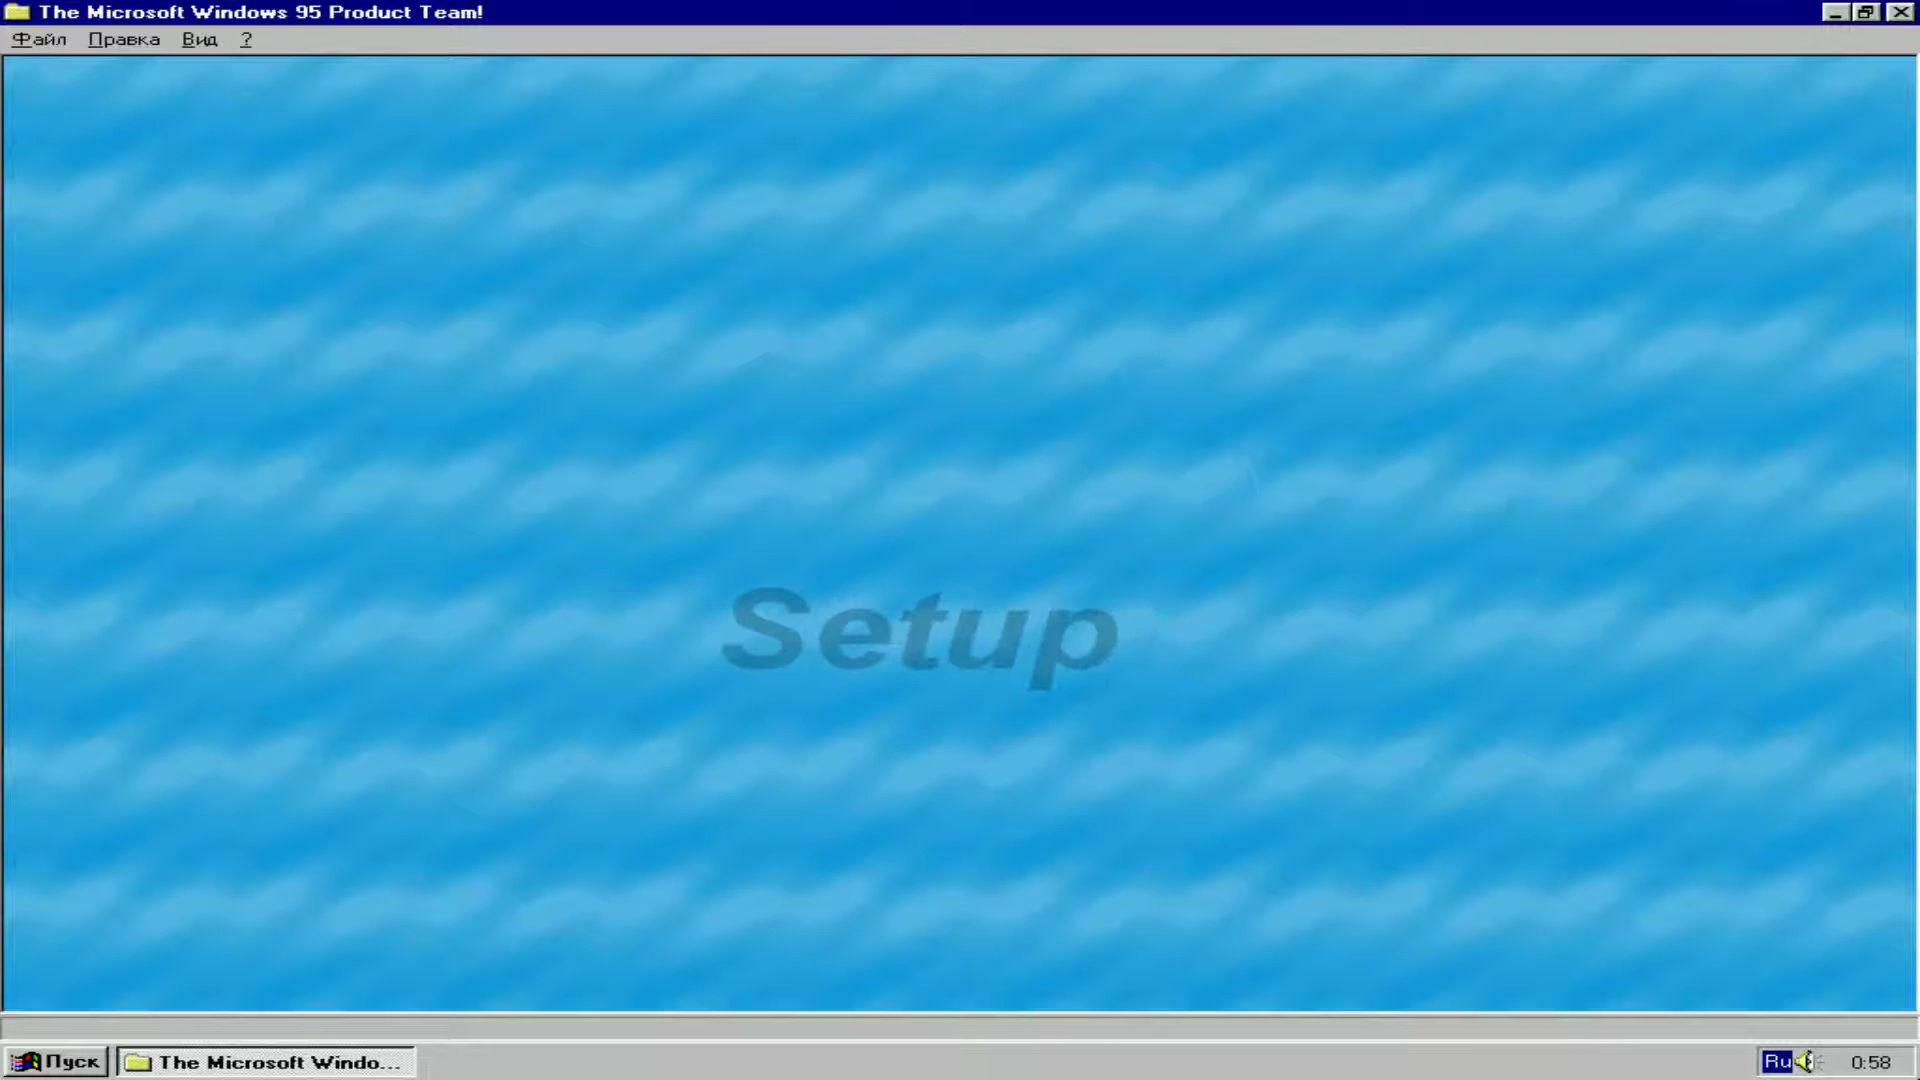 The Microsoft Windows 95 Product Team!
Файл Правка Вид ?
Setup
Пуск The Microsoft Windo... Ru 0:58